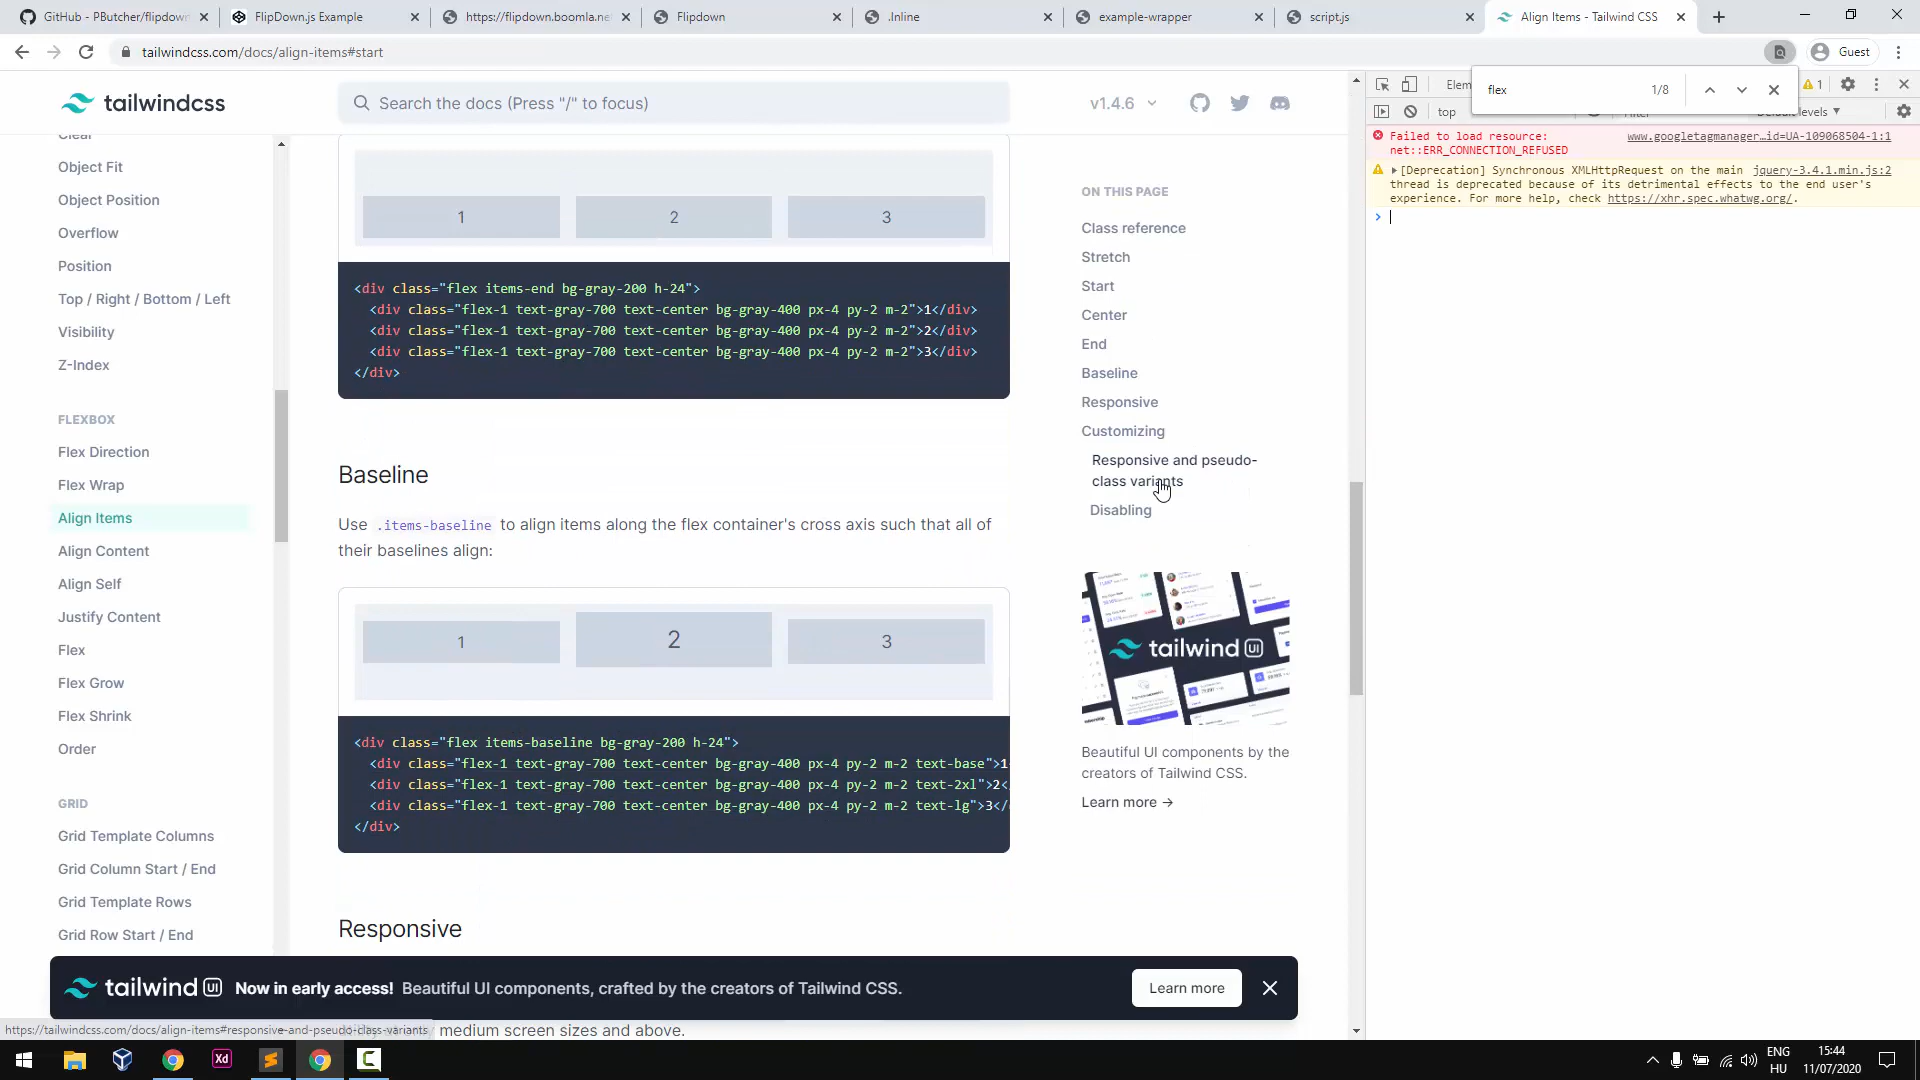 GitHub - PButcher/flipdown
FlipDown.js Example
https://flipdown.boomla.ne
Flipdown
.Inline
example-wrapper
script.js
Align Items - Tailwind CSS
tailwindcss.com/docs/align-items#start
Guest
flex
1/8
tailwindcss
Search the docs (Press "/" to focus)
v1.4.6
Elem
1
top
Default levels
Failed to load resource:
www.googletagmanager…id=UA-109068504-1:1
net::ERR_CONNECTION_REFUSED
[Deprecation] Synchronous XMLHttpRequest on the main
jquery-3.4.1.min.js:2
thread is deprecated because of its detrimental effects to the end user's
experience. For more help, check https://xhr.spec.whatwg.org/.
Clear
Object Fit
Object Position
Overflow
Position
Top / Right / Bottom / Left
Visibility
Z-Index
FLEXBOX
Flex Direction
Flex Wrap
Align Items
Align Content
Align Self
Justify Content
Flex
Flex Grow
Flex Shrink
Order
GRID
Grid Template Columns
Grid Column Start / End
Grid Template Rows
Grid Row Start / End
1 2 3
<div class="flex items-end bg-gray-200 h-24">
<div class="flex-1 text-gray-700 text-center bg-gray-400 px-4 py-2 m-2">1</div>
<div class="flex-1 text-gray-700 text-center bg-gray-400 px-4 py-2 m-2">2</div>
<div class="flex-1 text-gray-700 text-center bg-gray-400 px-4 py-2 m-2">3</div>
</div>
Baseline
Use .items-baseline to align items along the flex container's cross axis such that all of
their baselines align:
1 2 3
<div class="flex items-baseline bg-gray-200 h-24">
<div class="flex-1 text-gray-700 text-center bg-gray-400 px-4 py-2 m-2 text-base">1
<div class="flex-1 text-gray-700 text-center bg-gray-400 px-4 py-2 m-2 text-2xl">2<
<div class="flex-1 text-gray-700 text-center bg-gray-400 px-4 py-2 m-2 text-lg">3</
</div>
Responsive
medium screen sizes and above.
ON THIS PAGE
Class reference
Stretch
Start
Center
End
Baseline
Responsive
Customizing
Responsive and pseudo-
class variants
Disabling
tailwind UI
Beautiful UI components by the
creators of Tailwind CSS.
Learn more →
tailwind UI Now in early access! Beautiful UI components, crafted by the creators of Tailwind CSS.
Learn more
https://tailwindcss.com/docs/align-items#responsive-and-pseudo-class-variants
Xd
ENG
HU
15:44
11/07/2020